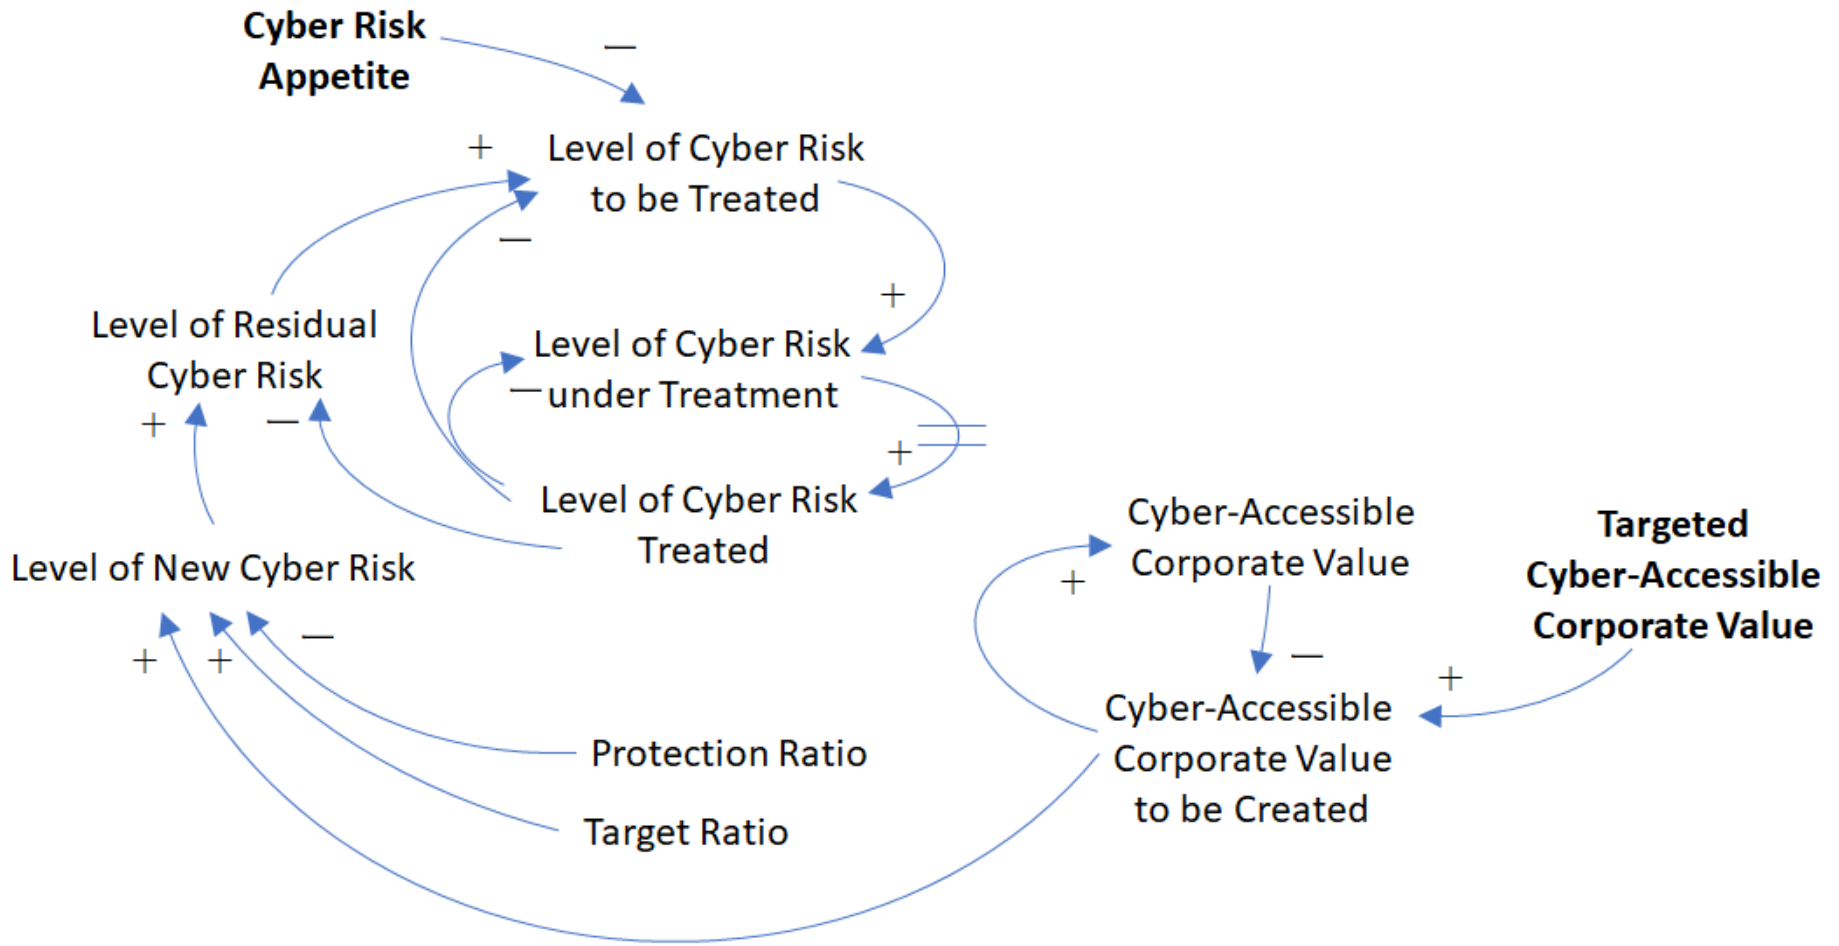 Cyber Risk
Appetite
—
+
Level of Cyber Risk
to be Treated
—
+
Level of Residual
Cyber Risk
+
—
Level of Cyber Risk
under Treatment
—
+
Level of Cyber Risk
Treated
Level of New Cyber Risk
+
+
—
Protection Ratio
Target Ratio
Cyber-Accessible
Corporate Value
+
—
Cyber-Accessible
Corporate Value
to be Created
+
Targeted
Cyber-Accessible
Corporate Value